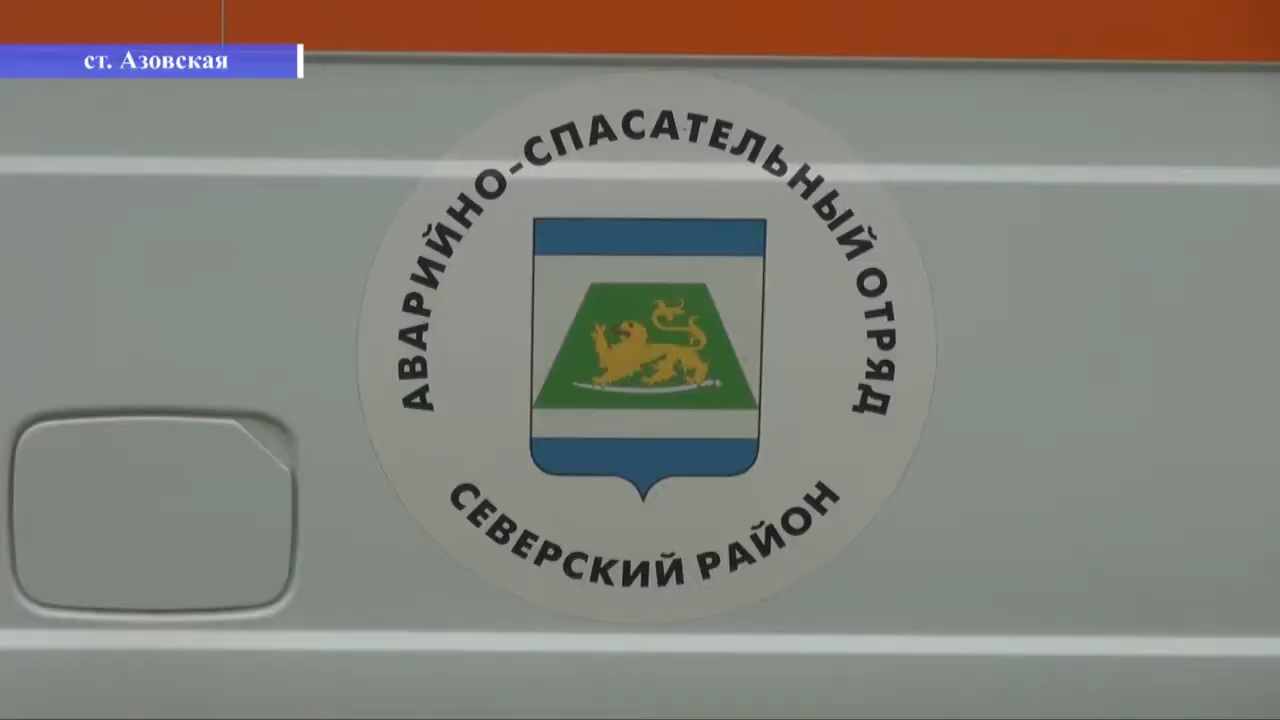 ст. Азовская
АВАРИЙНО-СПАСАТЕЛЬНЫЙ ОТРЯД
СЕВЕРСКИЙ РАЙОН